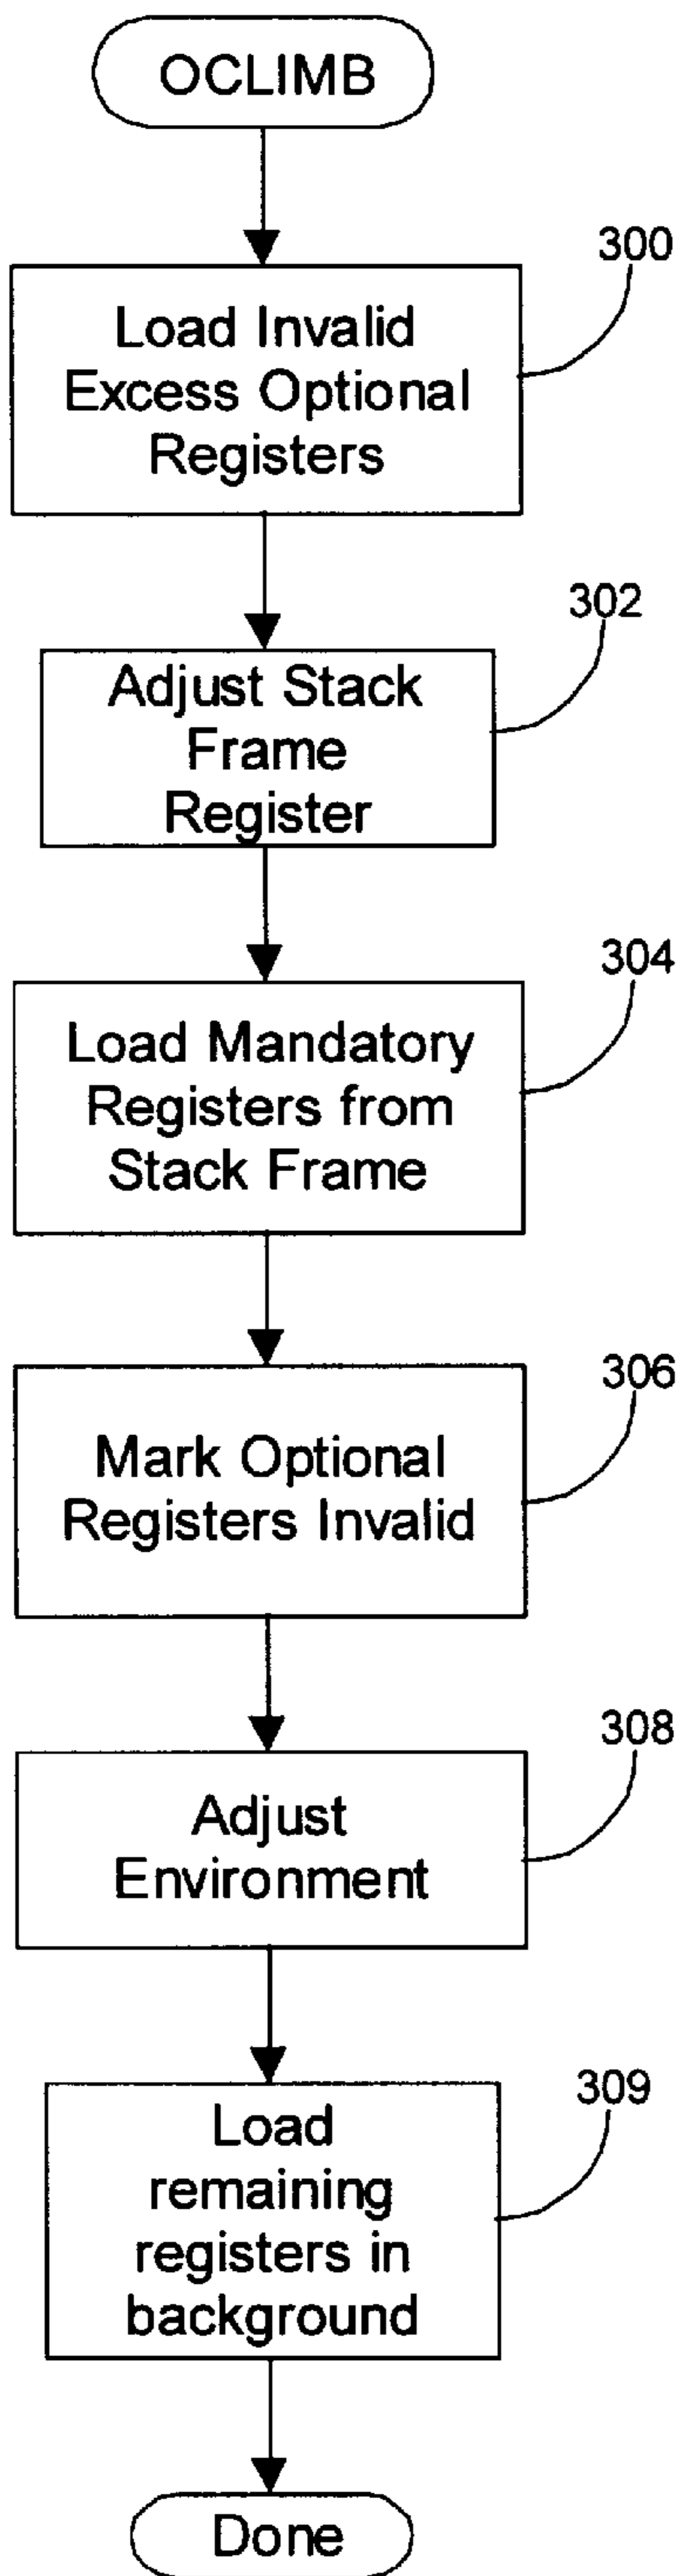 OCLIMB
300
Load Invalid
Excess Optional
Registers
302
Adjust Stack
Frame
Register
304
Load Mandatory
Registers from
Stack Frame
306
Mark Optional
Registers Invalid
308
Adjust
Environment
309
Load
remaining
registers in
background
Done